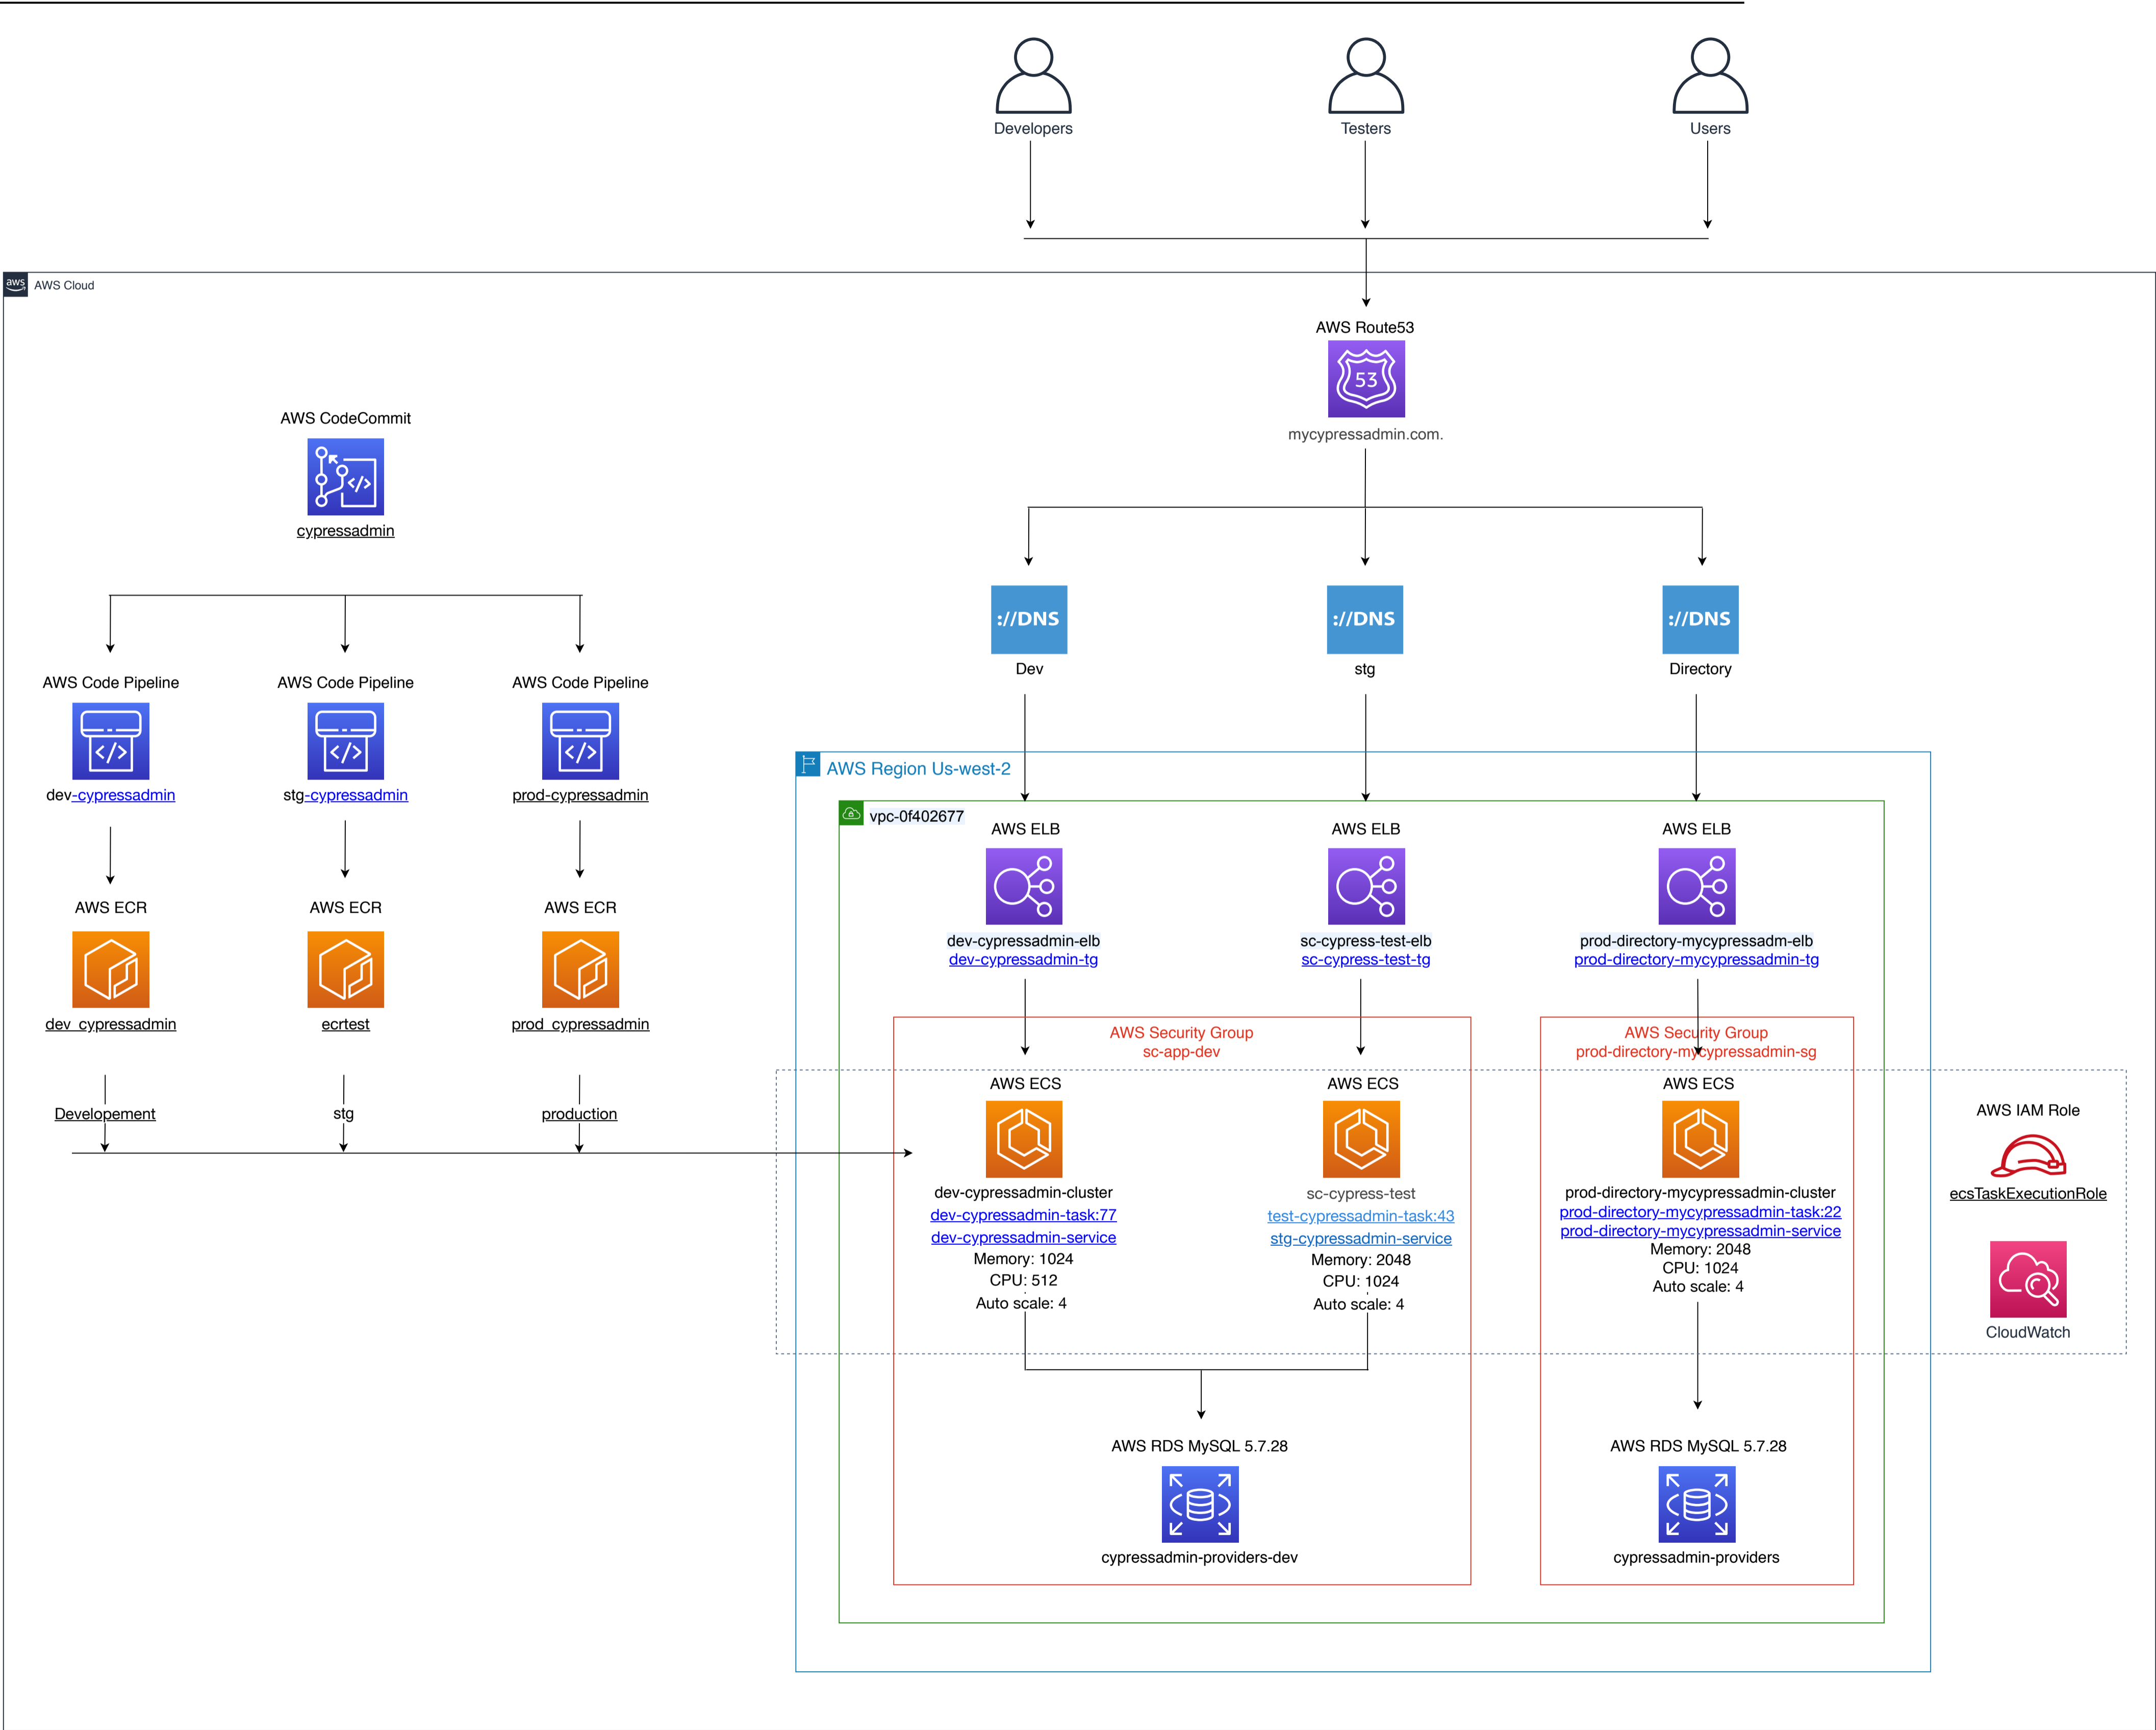 Developers
Testers
Users
aws
AWS Cloud
AWS Route53
53
mycypressadmin.com.
AWS CodeCommit
</>
cypressadmin
://DNS
://DNS
://DNS
Dev
stg
Directory
AWS Code Pipeline
AWS Code Pipeline
AWS Code Pipeline
</>
</>
</>
dev-cypressadmin
stg-cypressadmin
prod-cypressadmin
AWS ECR
AWS ECR
AWS ECR
dev_cypressadmin
ecrtest
prod_cypressadmin
Developement
stg
production
AWS Region Us-west-2
vpc-0f402677
AWS ELB
AWS ELB
AWS ELB
dev-cypressadmin-elb
dev-cypressadmin-tg
sc-cypress-test-elb
sc-cypress-test-tg
prod-directory-mycypressadm-elb
prod-directory-mycypressadmin-tg
AWS Security Group
sc-app-dev
AWS Security Group
prod-directory-mycypressadmin-sg
AWS ECS
dev-cypressadmin-cluster
dev-cypressadmin-task:77
dev-cypressadmin-service
Memory: 1024
CPU: 512
Auto scale: 4
AWS ECS
sc-cypress-test
test-cypressadmin-task:43
stg-cypressadmin-service
Memory: 2048
CPU: 1024
Auto scale: 4
AWS ECS
prod-directory-mycypressadmin-cluster
prod-directory-mycypressadmin-task:22
prod-directory-mycypressadmin-service
Memory: 2048
CPU: 1024
Auto scale: 4
AWS IAM Role
ecsTaskExecutionRole
CloudWatch
AWS RDS MySQL 5.7.28
cypressadmin-providers-dev
AWS RDS MySQL 5.7.28
cypressadmin-providers